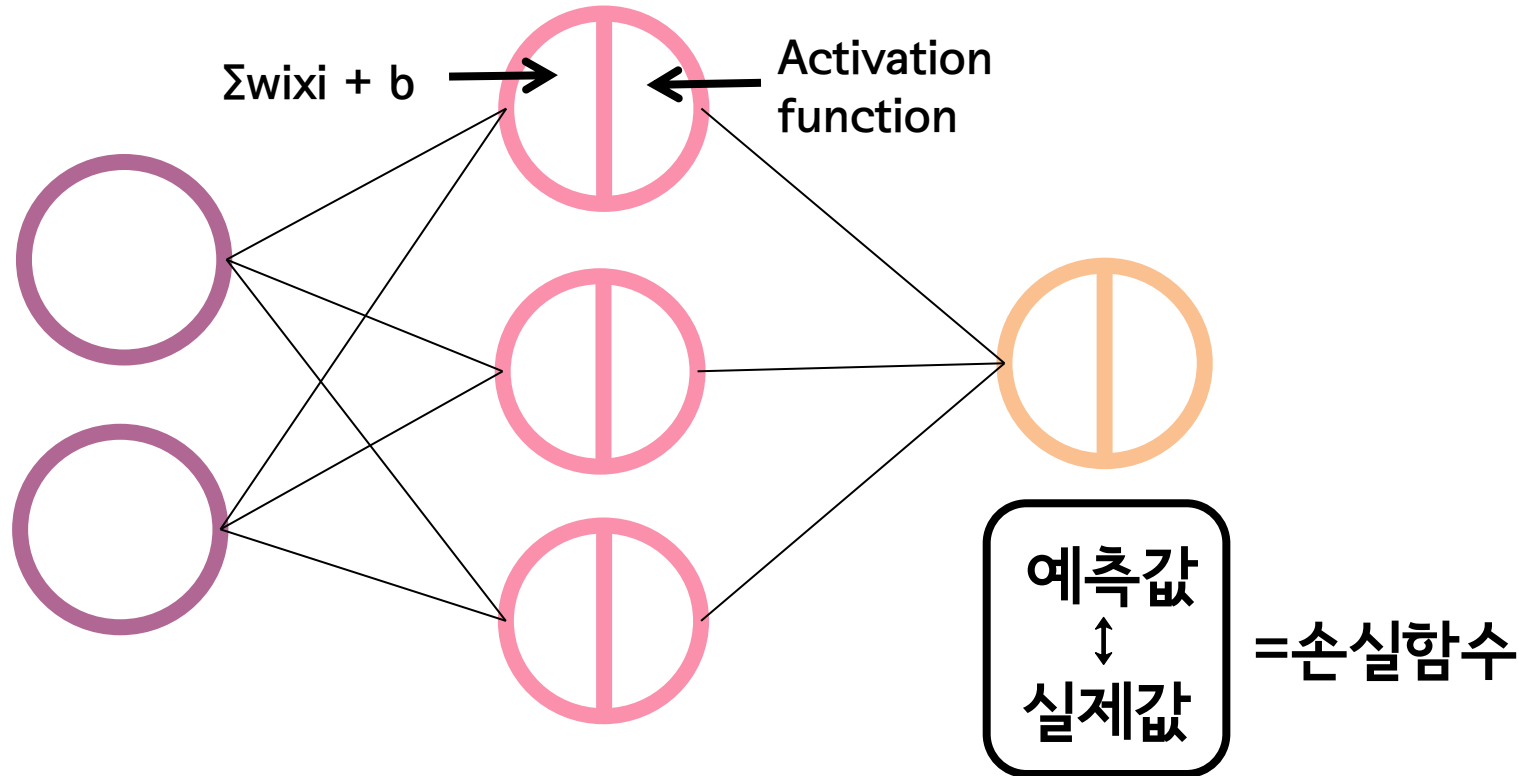 Σwixi + b
Activation
function
예측값
↕
실제값
=손실함수